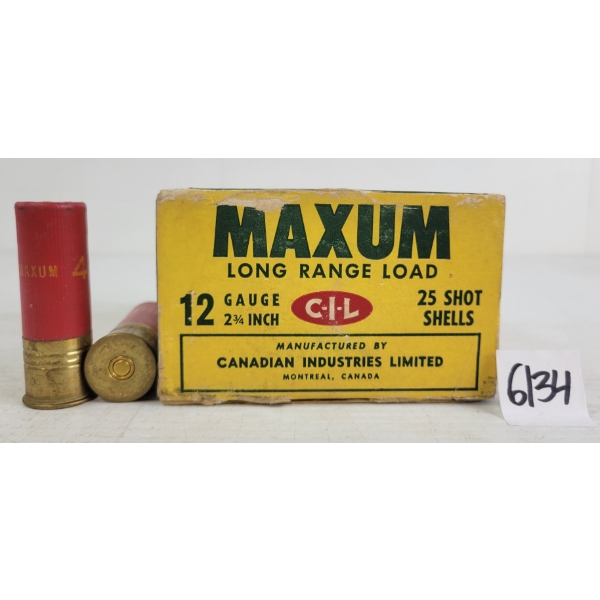 MAXUM
LONG RANGE LOAD
12 GAUGE 2¾ INCH
C-I-L
25 SHOT SHELLS
MANUFACTURED BY
CANADIAN INDUSTRIES LIMITED
MONTREAL, CANADA
MAXUM 4
6134